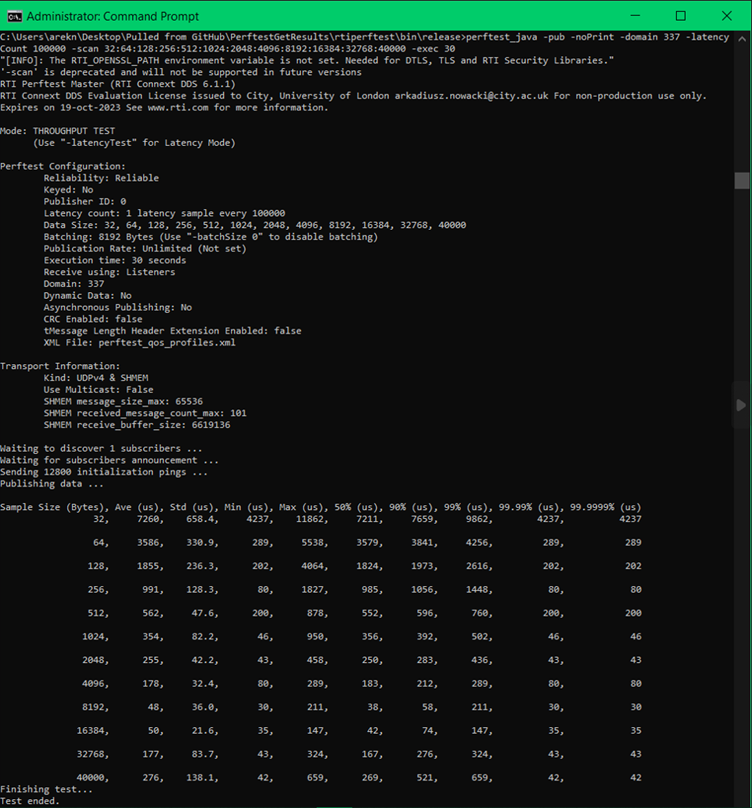 Administrator: Command Prompt
C:\Users\arekn\Desktop\Pulled from GitHub\PerftestGetResults\rtiperftest\bin\release>perftest_java -pub -noPrint -domain 337 -latency
Count 100000 -scan 32:64:128:256:512:1024:2048:4096:8192:16384:32768:40000 -exec 30
"[INFO]: The RTI_OPENSSL_PATH environment variable is not set. Needed for DTLS, TLS and RTI Security Libraries."
'-scan' is deprecated and will not be supported in future versions
RTI Perftest Master (RTI Connext DDS 6.1.1)
RTI Connext DDS Evaluation License issued to City, University of London arkadiusz.nowacki@city.ac.uk For non-production use only.
Expires on 19-oct-2023 See www.rti.com for more information.
Mode: THROUGHPUT TEST
(Use "-latencyTest" for Latency Mode)
Perftest Configuration:
Reliability: Reliable
Keyed: No
Publisher ID: 0
Latency count: 1 latency sample every 100000
Data Size: 32, 64, 128, 256, 512, 1024, 2048, 4096, 8192, 16384, 32768, 40000
Batching: 8192 Bytes (Use "-batchSize 0" to disable batching)
Publication Rate: Unlimited (Not set)
Execution time: 30 seconds
Receive using: Listeners
Domain: 337
Dynamic Data: No
Asynchronous Publishing: No
CRC Enabled: false
tMessage Length Header Extension Enabled: false
XML File: perftest_qos_profiles.xml
Transport Information:
Kind: UDPv4 & SHMEM
Use Multicast: False
SHMEM message_size_max: 65536
SHMEM received_message_count_max: 101
SHMEM receive_buffer_size: 6619136
Waiting to discover 1 subscribers ...
Waiting for subscribers announcement ...
Sending 12800 initialization pings ...
Publishing data ...
Sample Size (Bytes), Ave (us), Std (us), Min (us), Max (us), 50% (us), 90% (us), 99% (us), 99.99% (us), 99.9999% (us)
32, 7260, 658.4, 4237, 11862, 7211, 7659, 9862, 4237, 4237
64, 3586, 330.9, 289, 5538, 3579, 3841, 4256, 289, 289
128, 1855, 236.3, 202, 4064, 1824, 1973, 2616, 202, 202
256, 991, 128.3, 80, 1827, 985, 1056, 1448, 80, 80
512, 562, 47.6, 200, 878, 552, 596, 760, 200, 200
1024, 354, 82.2, 46, 950, 356, 392, 502, 46, 46
2048, 255, 42.2, 43, 458, 250, 283, 436, 43, 43
4096, 178, 32.4, 80, 289, 183, 212, 289, 80, 80
8192, 48, 36.0, 30, 211, 38, 58, 211, 30, 30
16384, 50, 21.6, 35, 147, 42, 74, 147, 35, 35
32768, 177, 83.7, 43, 324, 167, 276, 324, 43, 43
40000, 276, 138.1, 42, 659, 269, 521, 659, 42, 42
Finishing test...
Test ended.